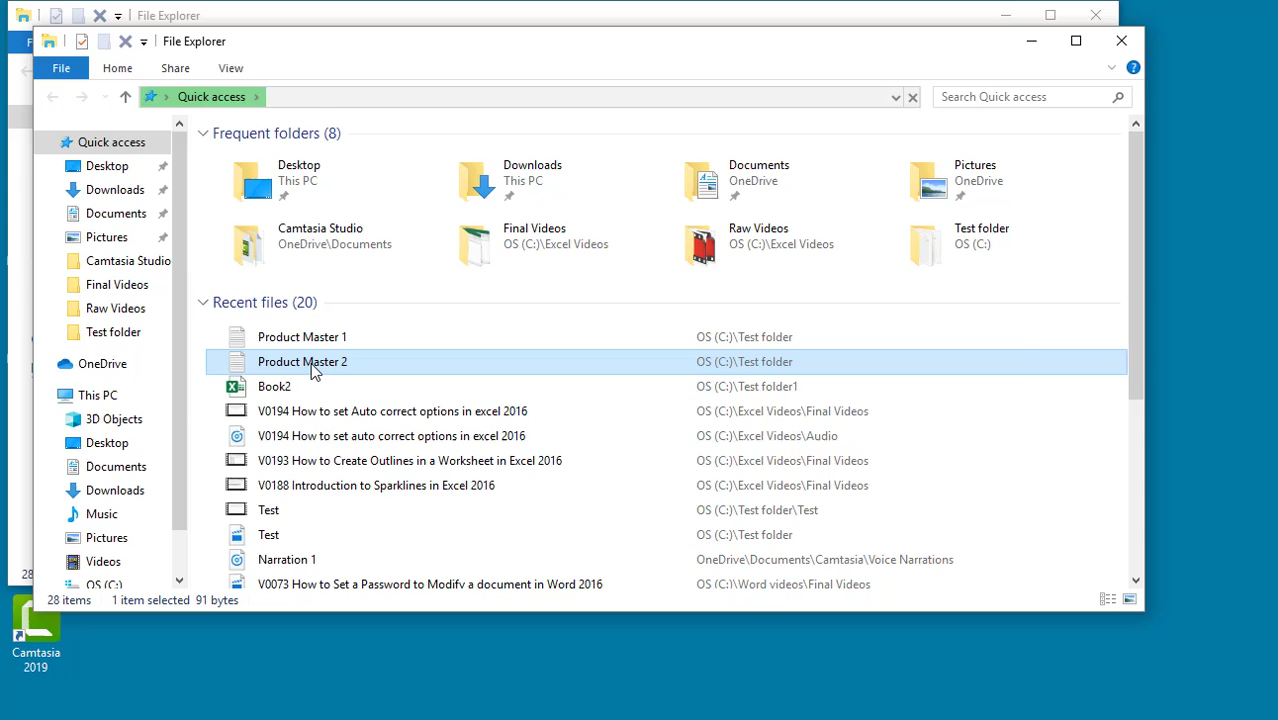 File Explorer
F
File Explorer
File Home Share View
Quick access
Search Quick access
Quick access
Desktop
Downloads
Documents
Pictures
Camtasia Studio
Final Videos
Raw Videos
Test folder
OneDrive
This PC
3D Objects
Desktop
Documents
Downloads
Music
Pictures
Videos
OS (C:)
Frequent folders (8)
Desktop
This PC
Downloads
This PC
Documents
OneDrive
Pictures
OneDrive
Camtasia Studio
OneDrive\Documents
Final Videos
OS (C:)\Excel Videos
Raw Videos
OS (C:)\Excel Videos
Test folder
OS (C:)
Recent files (20)
Product Master 1 OS (C:)\Test folder
Product Master 2 OS (C:)\Test folder
Book2 OS (C:)\Test folder1
V0194 How to set Auto correct options in excel 2016 OS (C:)\Excel Videos\Final Videos
V0194 How to set auto correct options in excel 2016 OS (C:)\Excel Videos\Audio
V0193 How to Create Outlines in a Worksheet in Excel 2016 OS (C:)\Excel Videos\Final Videos
V0188 Introduction to Sparklines in Excel 2016 OS (C:)\Excel Videos\Final Videos
Test OS (C:)\Test folder\Test
Test OS (C:)\Test folder
Narration 1 OneDrive\Documents\Camtasia\Voice Narrations
V0073 How to Set a Password to Modify a document in Word 2016 OS (C:)\Word videos\Final Videos
28
28 items 1 item selected 91 bytes
Camtasia
2019